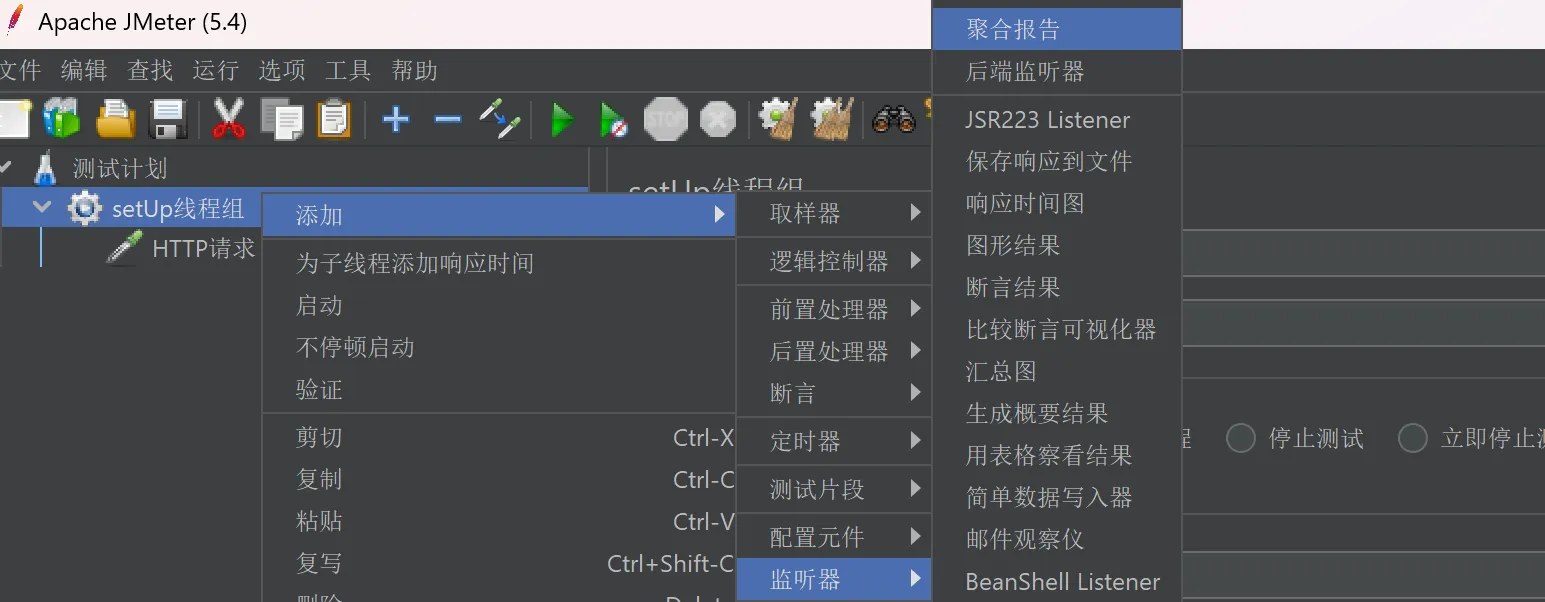 Apache JMeter (5.4)
文件 编辑 查找 运行 选项 工具 帮助
STOP
测试计划
setUp线程组
HTTP请求
setUp线程组
添加
为子线程添加响应时间
启动
不停顿启动
验证
剪切 Ctrl-X
复制 Ctrl-C
粘贴 Ctrl-V
复写 Ctrl+Shift-C
删除 Delet
取样器
逻辑控制器
前置处理器
后置处理器
断言
定时器
测试片段
配置元件
监听器
聚合报告
后端监听器
JSR223 Listener
保存响应到文件
响应时间图
图形结果
断言结果
比较断言可视化器
汇总图
生成概要结果
用表格察看结果
简单数据写入器
邮件观察仪
BeanShell Listener
程 停止测试 立即停止测